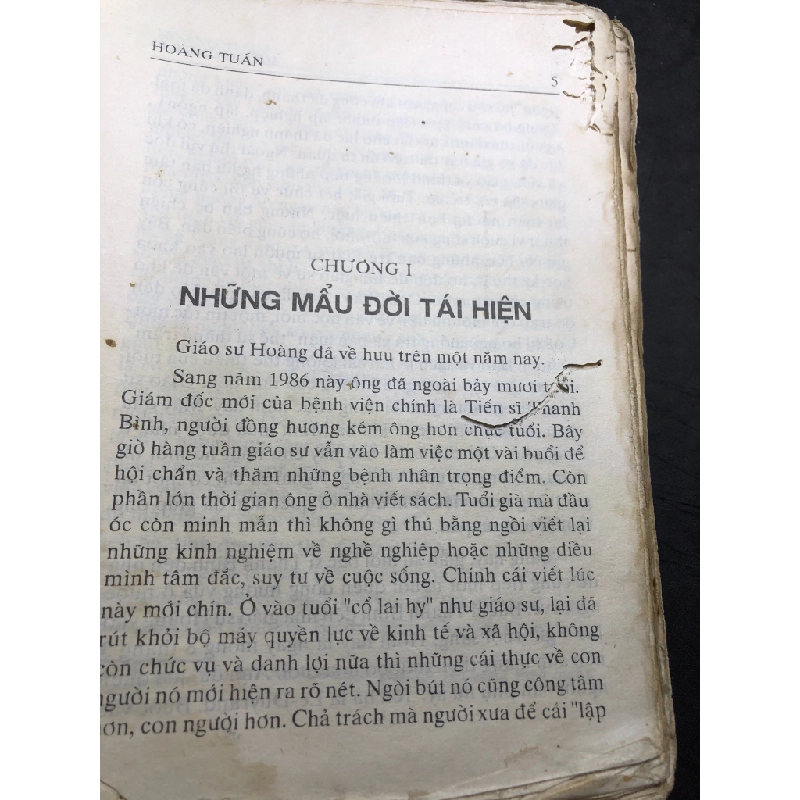 HOÀNG TUẤN
5
CHƯƠNG I
NHỮNG MẨU ĐỜI TÁI HIỆN
Giáo sư Hoàng đã về hưu trên một năm nay.
Sang năm 1986 này ông đã ngoài bảy mươi tuổi.
Giám đốc mới của bệnh viện chính là Tiến sĩ Thanh
Bình, người đồng hương kém ông hơn chục tuổi. Bây
giờ hàng tuần giáo sư vẫn vào làm việc một vài buổi để
hội chẩn và thăm những bệnh nhân trọng điểm. Còn
phần lớn thời gian ông ở nhà viết sách. Tuổi già mà đầu
óc còn minh mẫn thì không gì thú bằng ngồi viết lại
những kinh nghiệm về nghề nghiệp hoặc những điều
mình tâm đắc, suy tư về cuộc sống. Chính cái viết lúc
này mới chín. Ở vào tuổi "cổ lai hy" như giáo sư, lại đã
rút khỏi bộ máy quyền lực về kinh tế và xã hội, không
còn chức vụ và danh lợi nữa thì những cái thực về con
người nó mới hiện ra rõ nét. Ngòi bút nó cũng công tâm
hơn, con người hơn. Chả trách mà người xưa để cái "lập